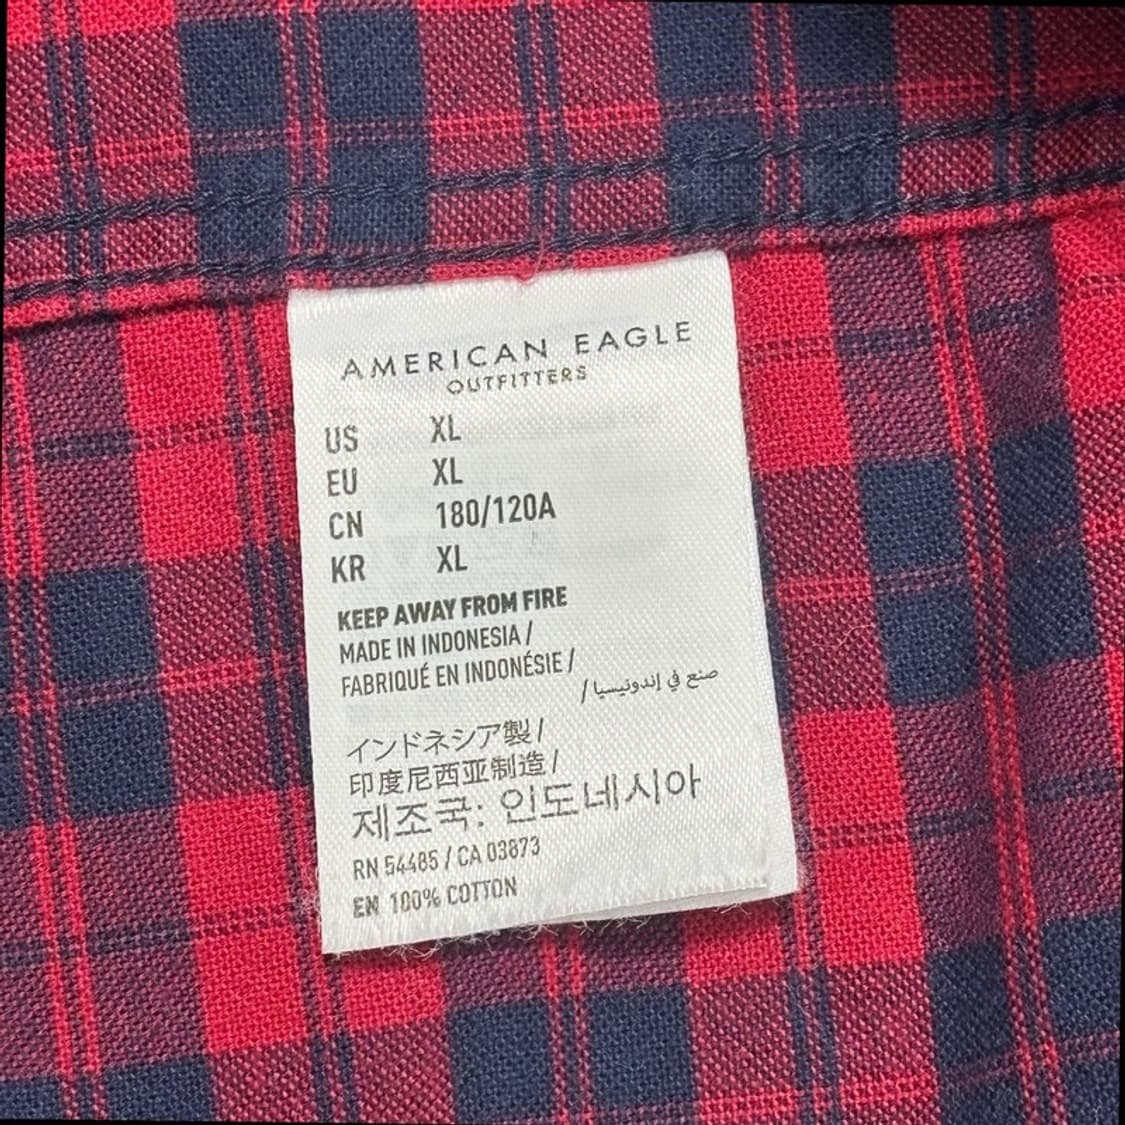 AMERICAN EAGLE
OUTFITTERS
US XL
EU XL
CN 180/120A
KR XL
KEEP AWAY FROM FIRE
MADE IN INDONESIA /
FABRIQUÉ EN INDONÉSIE /
صنع في إندونيسيا /
インドネシア製 /
印度尼西亚制造 /
제조국: 인도네시아
RN 54485 / CA 03873
EN 100% COTTON